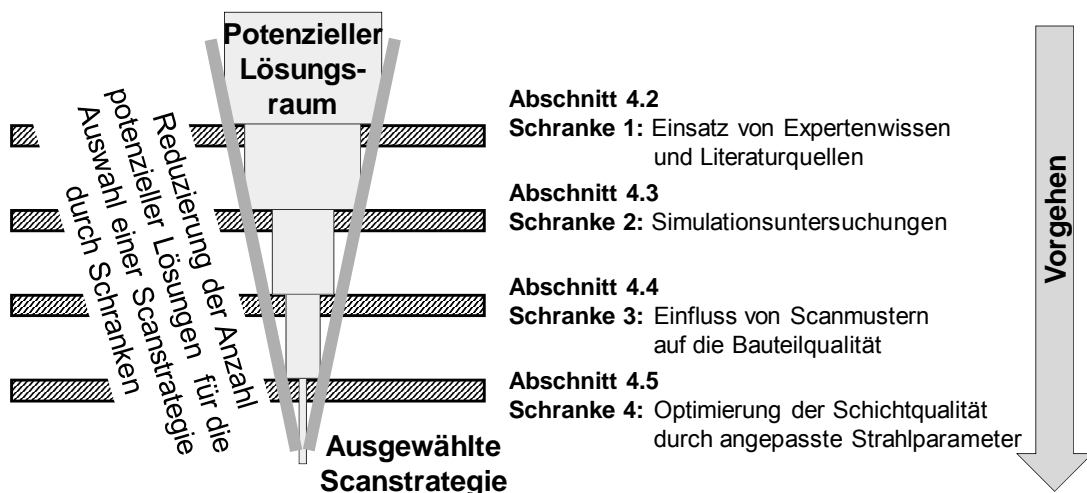 Potenzieller
Lösungs-
raum
Reduzierung der Anzahl
potenzieller Lösungen für die
Auswahl einer Scanstrategie
durch Schranken
Abschnitt 4.2
Schranke 1: Einsatz von Expertenwissen
und Literaturquellen
Abschnitt 4.3
Schranke 2: Simulationsuntersuchungen
Abschnitt 4.4
Schranke 3: Einfluss von Scanmustern
auf die Bauteilqualität
Abschnitt 4.5
Schranke 4: Optimierung der Schichtqualität
durch angepasste Strahlparameter
Ausgewählte
Scanstrategie
Vorgehen